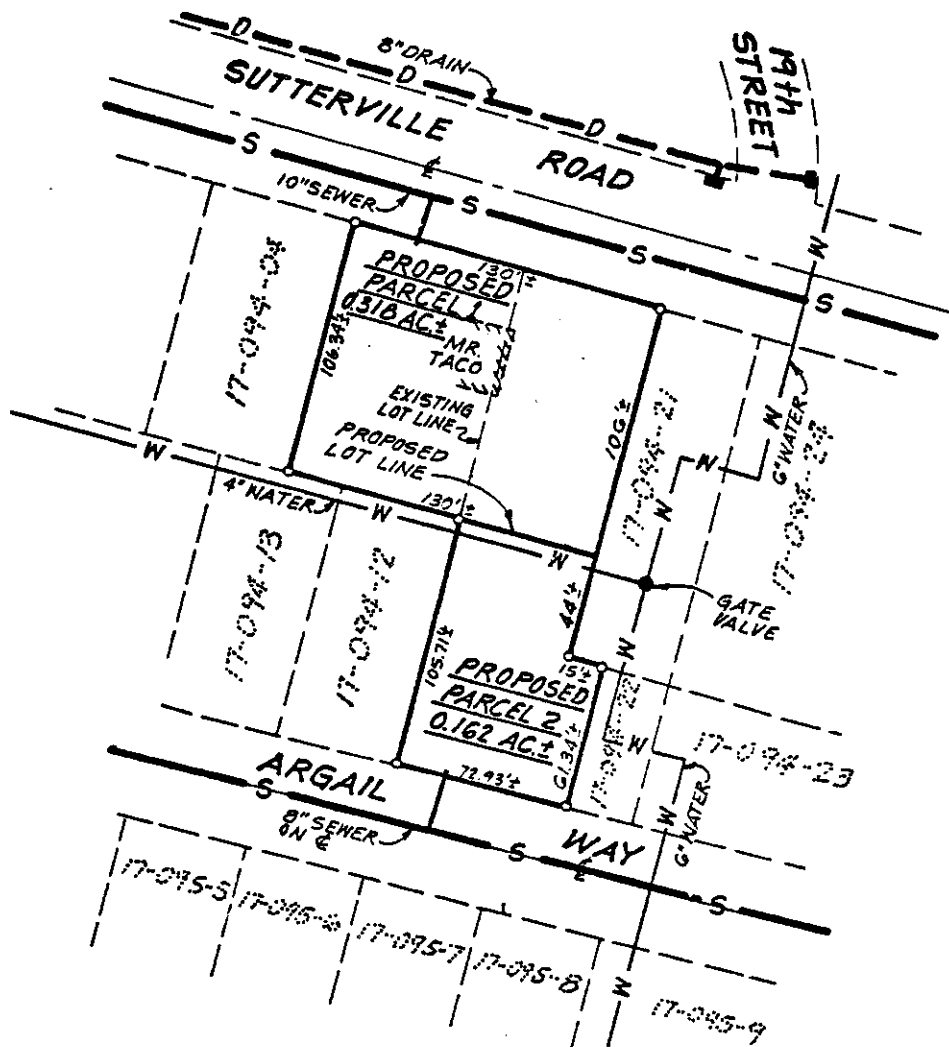 D
8" DRAIN
D
D
19th
STREET
SUTTERVILLE
ROAD
S
10" SEWER
S
S
S
W
130'±
PROPOSED
PARCEL 1
0.318 AC.±
MR.
TACO
106.34'±
106'±
EXISTING
LOT LINE
PROPOSED
LOT LINE
130'±
17-094-04
17-094-21
6" WATER
W
W
W
W
4" WATER
W
W
17-094-13
17-094-12
GATE
VALVE
44'±
105.71'±
15'±
PROPOSED
PARCEL 2
0.162 AC.±
61.34'±
72.93'±
W
W
17-094-22
17-094-23
6" WATER
W
ARGAIL
WAY
S
8" SEWER
ON ℄
S
℄
S
17-095-5
17-095-6
17-095-7
17-095-8
17-095-9
W